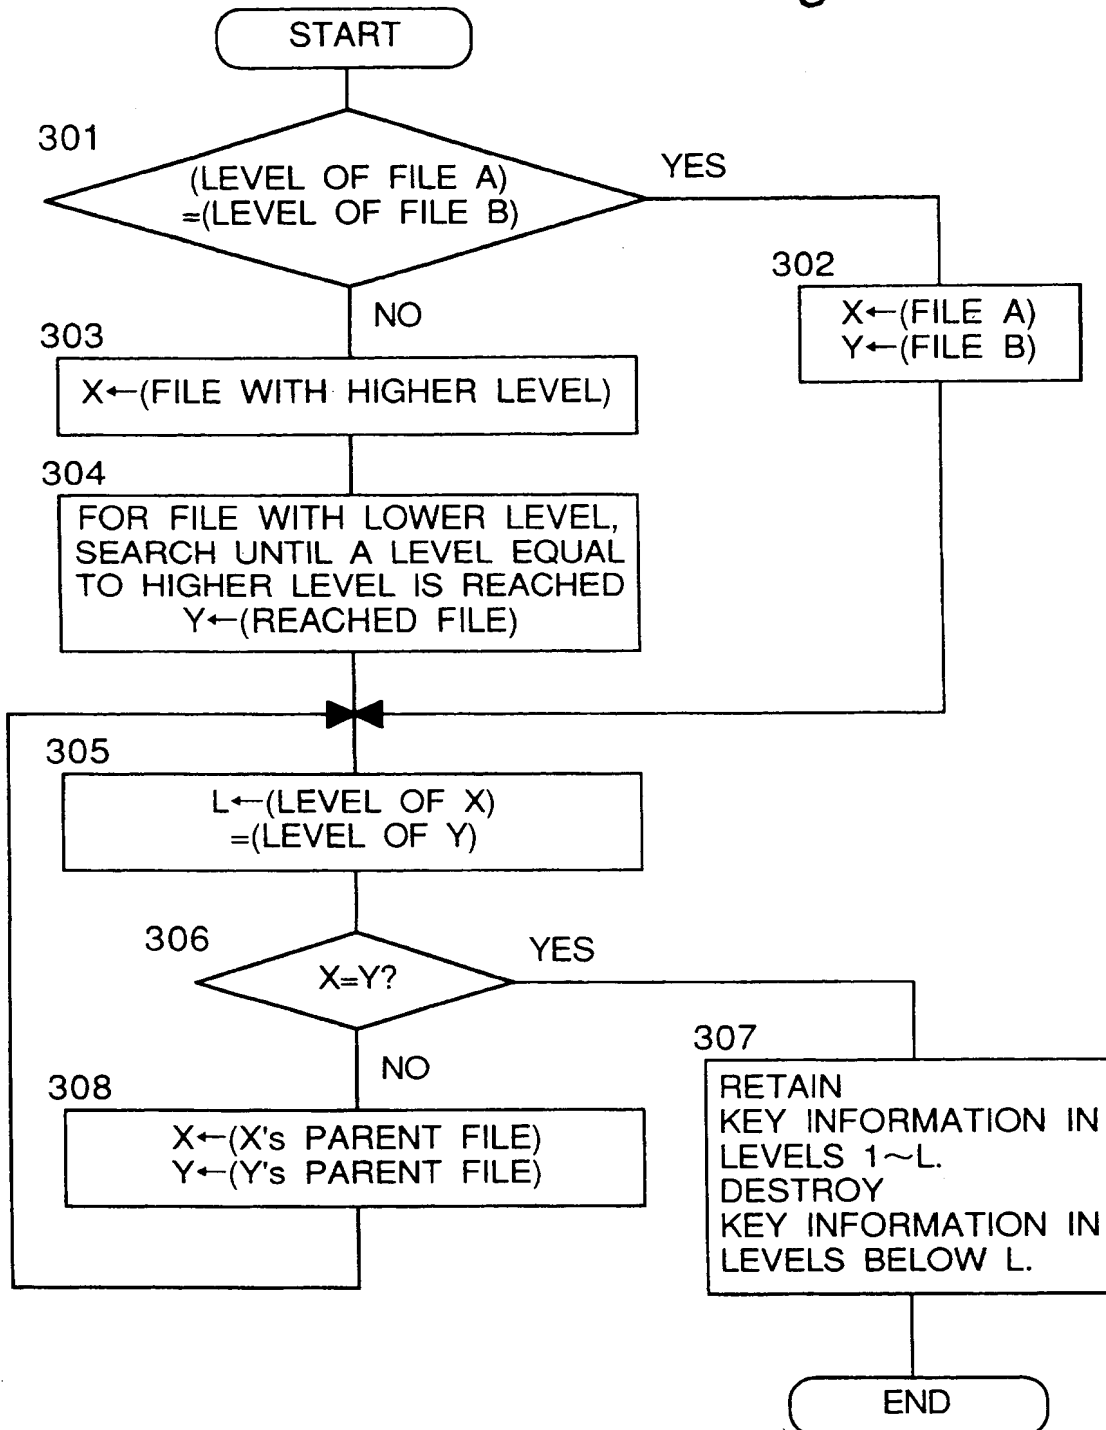 START
301
(LEVEL OF FILE A)
=(LEVEL OF FILE B)
YES
302
X←(FILE A)
Y←(FILE B)
NO
303
X←(FILE WITH HIGHER LEVEL)
304
FOR FILE WITH LOWER LEVEL,
SEARCH UNTIL A LEVEL EQUAL
TO HIGHER LEVEL IS REACHED
Y←(REACHED FILE)
305
L←(LEVEL OF X)
=(LEVEL OF Y)
306
X=Y?
YES
307
RETAIN
KEY INFORMATION IN
LEVELS 1~L.
DESTROY
KEY INFORMATION IN
LEVELS BELOW L.
NO
308
X←(X's PARENT FILE)
Y←(Y's PARENT FILE)
END